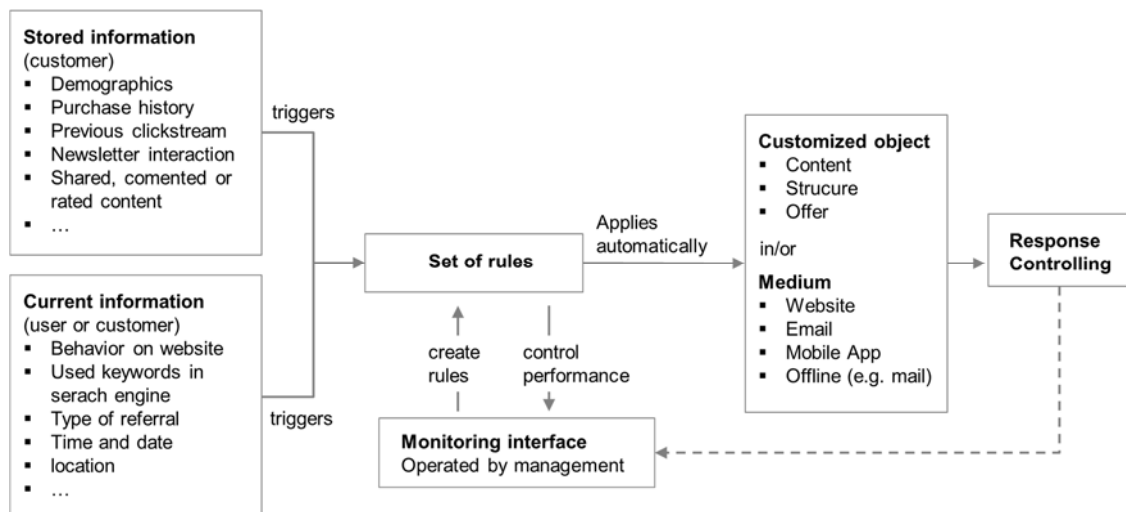 Stored information
(customer)
▪ Demographics
▪ Purchase history
▪ Previous clickstream
▪ Newsletter interaction
▪ Shared, comented or
rated content
▪ …
triggers
Current information
(user or customer)
▪ Behavior on website
▪ Used keywords in
serach engine
▪ Type of referral
▪ Time and date
▪ location
▪ …
triggers
Set of rules
create
rules
control
performance
Monitoring interface
Operated by management
Applies
automatically
Customized object
▪ Content
▪ Strucure
▪ Offer
in/or
Medium
▪ Website
▪ Email
▪ Mobile App
▪ Offline (e.g. mail)
Response
Controlling